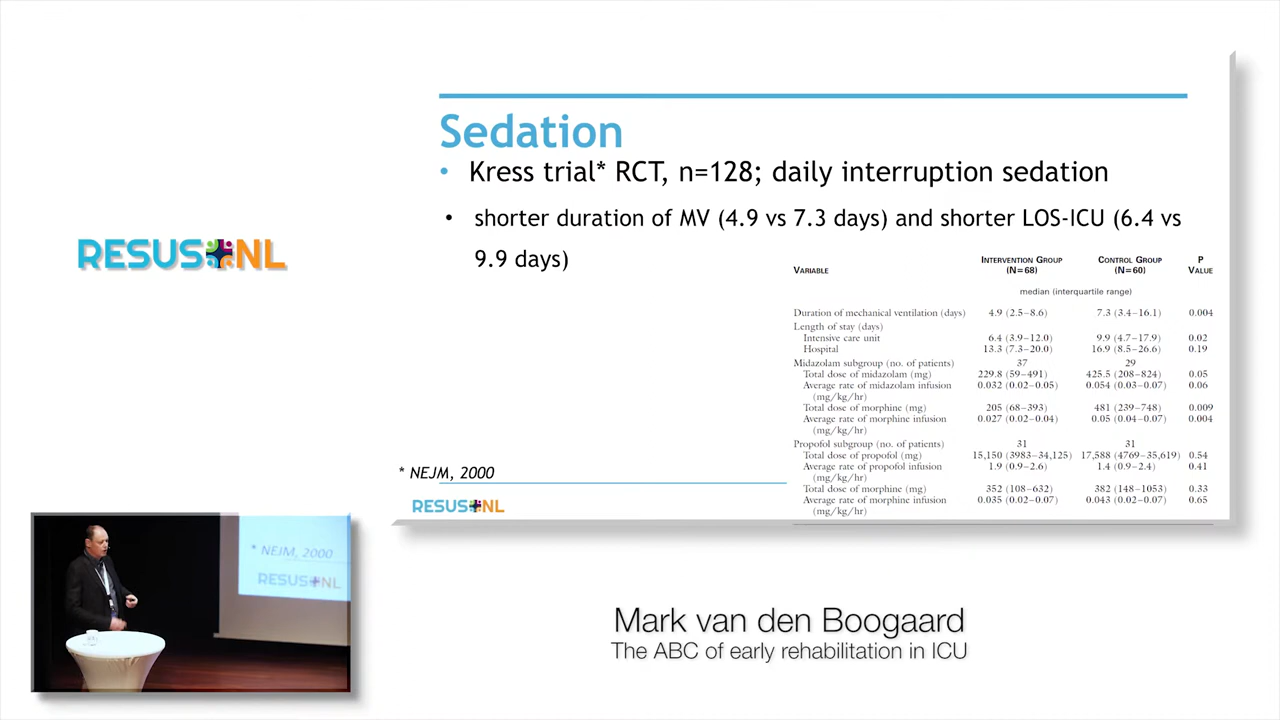 Sedation
• Kress trial* RCT, n=128; daily interruption sedation
• shorter duration of MV (4.9 vs 7.3 days) and shorter LOS-ICU (6.4 vs
9.9 days)
RESUS NL
VARIABLE INTERVENTION GROUP (N=68) CONTROL GROUP (N=60) P VALUE
median (interquartile range)
Duration of mechanical ventilation (days) 4.9 (2.5–8.6) 7.3 (3.4–16.1) 0.004
Length of stay (days)
Intensive care unit 6.4 (3.9–12.0) 9.9 (4.7–17.9) 0.02
Hospital 13.3 (7.3–20.0) 16.9 (8.5–26.6) 0.19
Midazolam subgroup (no. of patients) 37 29
Total dose of midazolam (mg) 229.8 (59–491) 425.5 (208–824) 0.05
Average rate of midazolam infusion 0.032 (0.02–0.05) 0.054 (0.03–0.07) 0.06
(mg/kg/hr)
Total dose of morphine (mg) 205 (68–393) 481 (239–748) 0.009
Average rate of morphine infusion 0.027 (0.02–0.04) 0.05 (0.04–0.07) 0.004
(mg/kg/hr)
Propofol subgroup (no. of patients) 31 31
Total dose of propofol (mg) 15,150 (3983–34,125) 17,588 (4769–35,619) 0.54
Average rate of propofol infusion 1.9 (0.9–2.6) 1.4 (0.9–2.4) 0.41
(mg/kg/hr)
Total dose of morphine (mg) 352 (108–632) 382 (148–1053) 0.33
Average rate of morphine infusion 0.035 (0.02–0.07) 0.043 (0.02–0.07) 0.65
(mg/kg/hr)
* NEJM, 2000
RESUS NL
* NEJM, 2000
RESUS NL
Mark van den Boogaard
The ABC of early rehabilitation in ICU